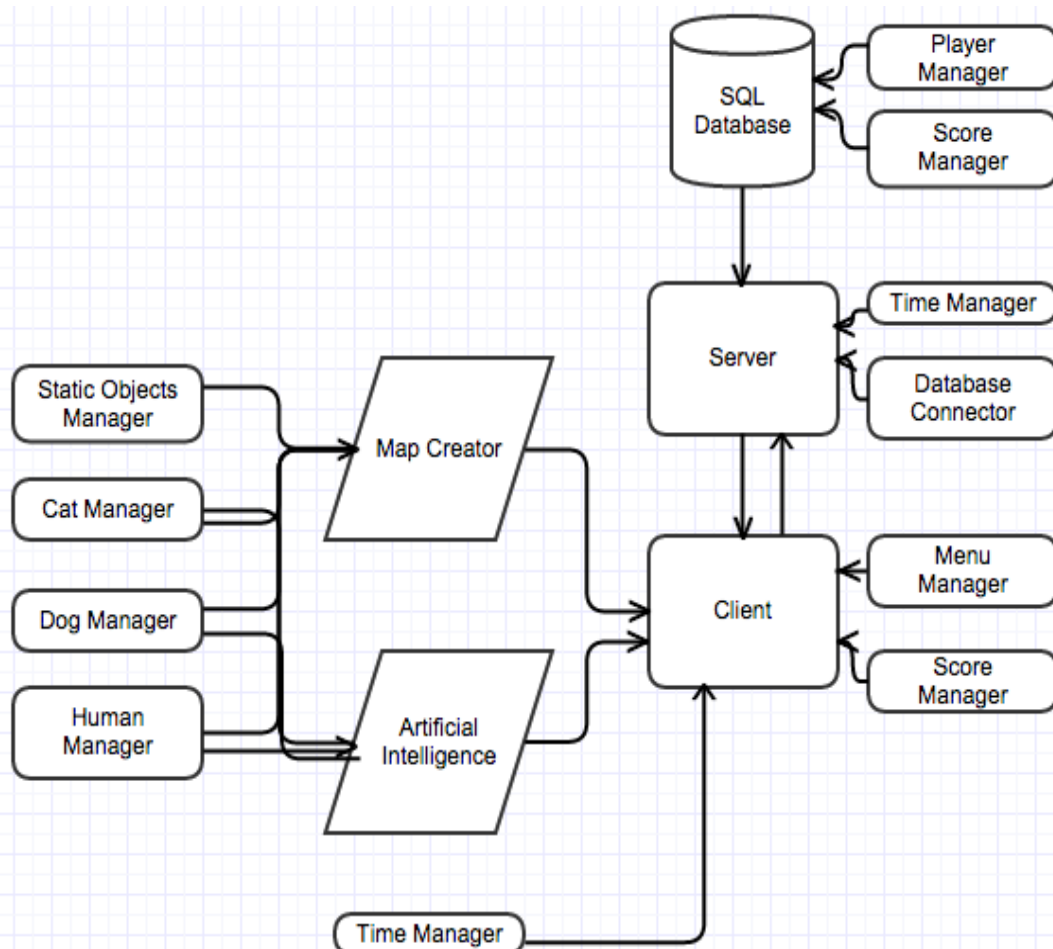 Player
Manager
SQL
Database
Score
Manager
Time Manager
Server
Database
Connector
Static Objects
Manager
Map Creator
Cat Manager
Menu
Manager
Client
Dog Manager
Score
Manager
Human
Manager
Artificial
Intelligence
Time Manager